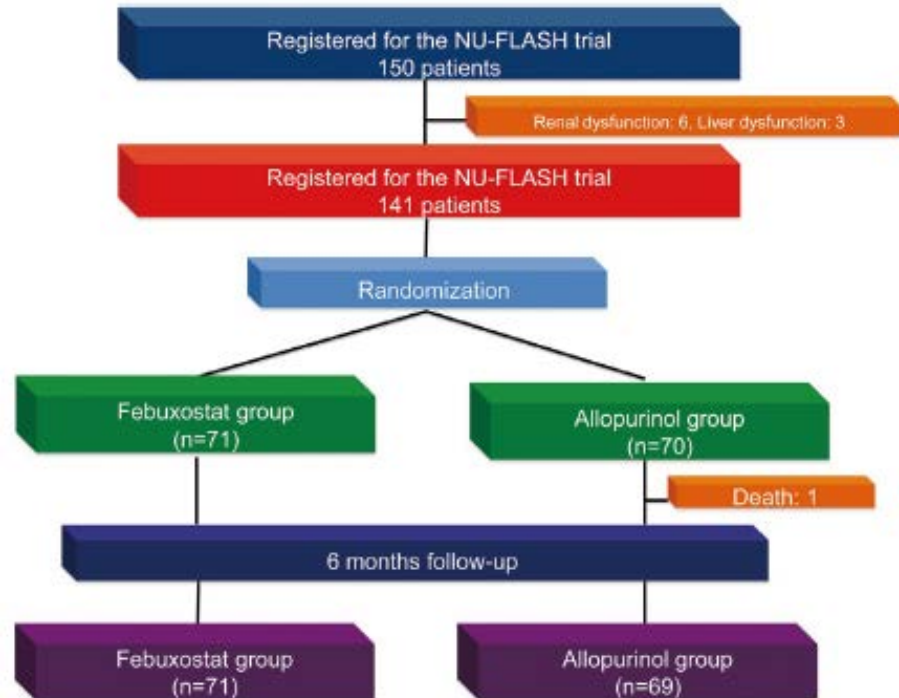 Registered for the NU-FLASH trial
150 patients
Renal dysfunction: 6, Liver dysfunction: 3
Registered for the NU-FLASH trial
141 patients
Randomization
Febuxostat group
(n=71)
Allopurinol group
(n=70)
Death: 1
6 months follow-up
Febuxostat group
(n=71)
Allopurinol group
(n=69)